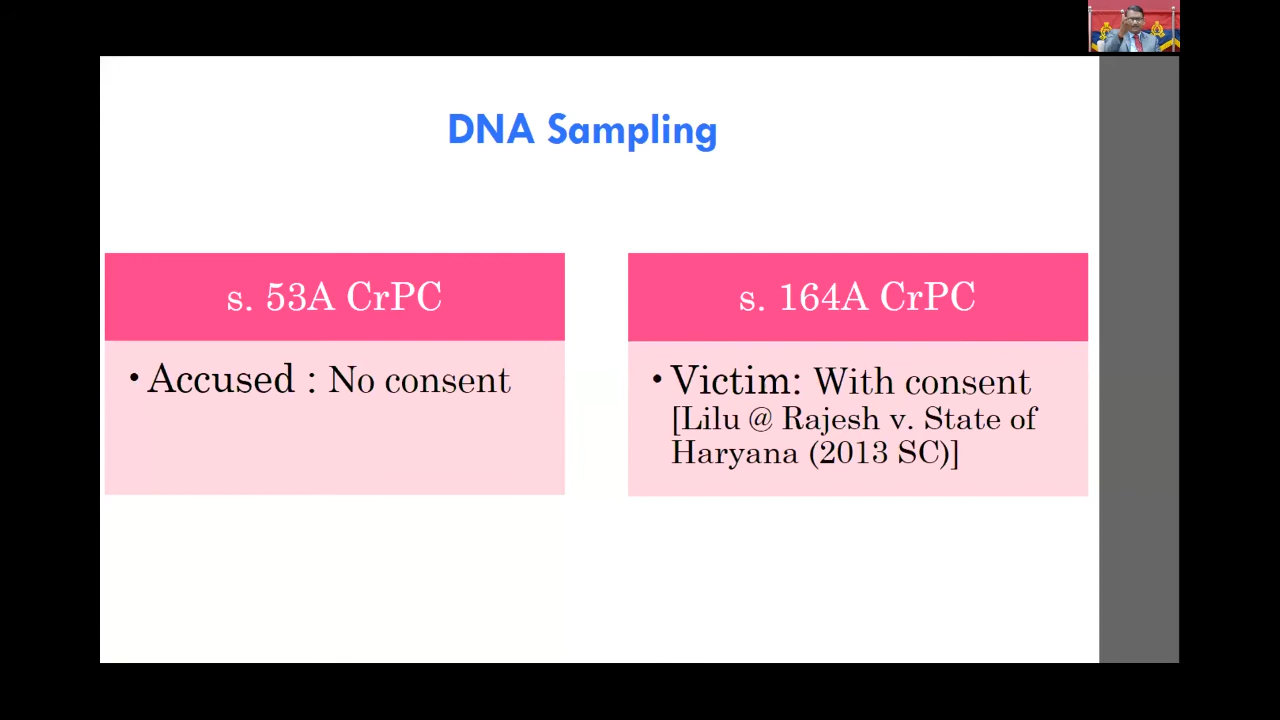 DNA Sampling
s. 53A CrPC
• Accused : No consent
s. 164A CrPC
• Victim: With consent
[Lilu @ Rajesh v. State of
Haryana (2013 SC)]